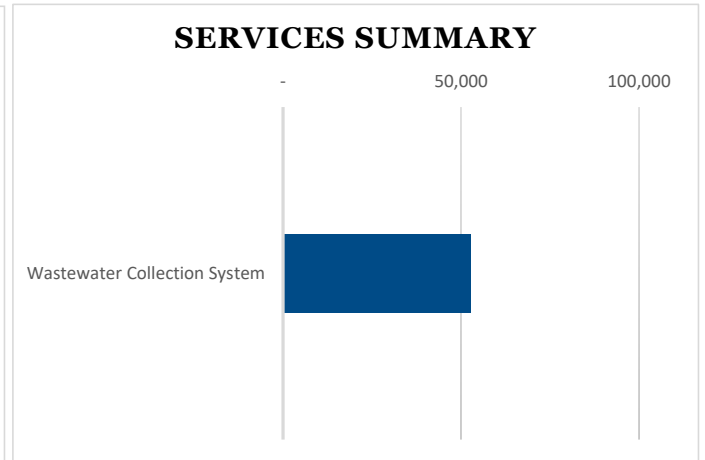 SERVICES SUMMARY
- 50,000 100,000
Wastewater Collection System